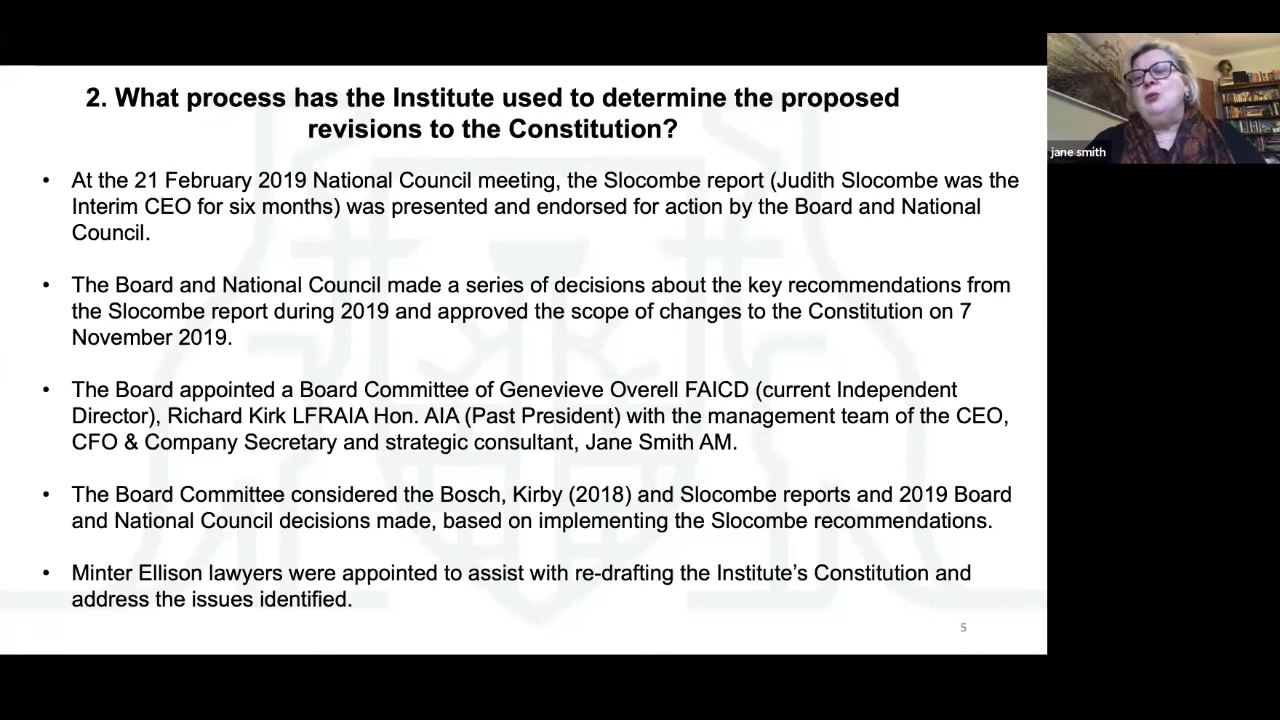 2. What process has the Institute used to determine the proposed
revisions to the Constitution?
• At the 21 February 2019 National Council meeting, the Slocombe report (Judith Slocombe was the
Interim CEO for six months) was presented and endorsed for action by the Board and National
Council.
• The Board and National Council made a series of decisions about the key recommendations from
the Slocombe report during 2019 and approved the scope of changes to the Constitution on 7
November 2019.
• The Board appointed a Board Committee of Genevieve Overell FAICD (current Independent
Director), Richard Kirk LFRAIA Hon. AIA (Past President) with the management team of the CEO,
CFO & Company Secretary and strategic consultant, Jane Smith AM.
• The Board Committee considered the Bosch, Kirby (2018) and Slocombe reports and 2019 Board
and National Council decisions made, based on implementing the Slocombe recommendations.
• Minter Ellison lawyers were appointed to assist with re-drafting the Institute’s Constitution and
address the issues identified.
5
jane smith